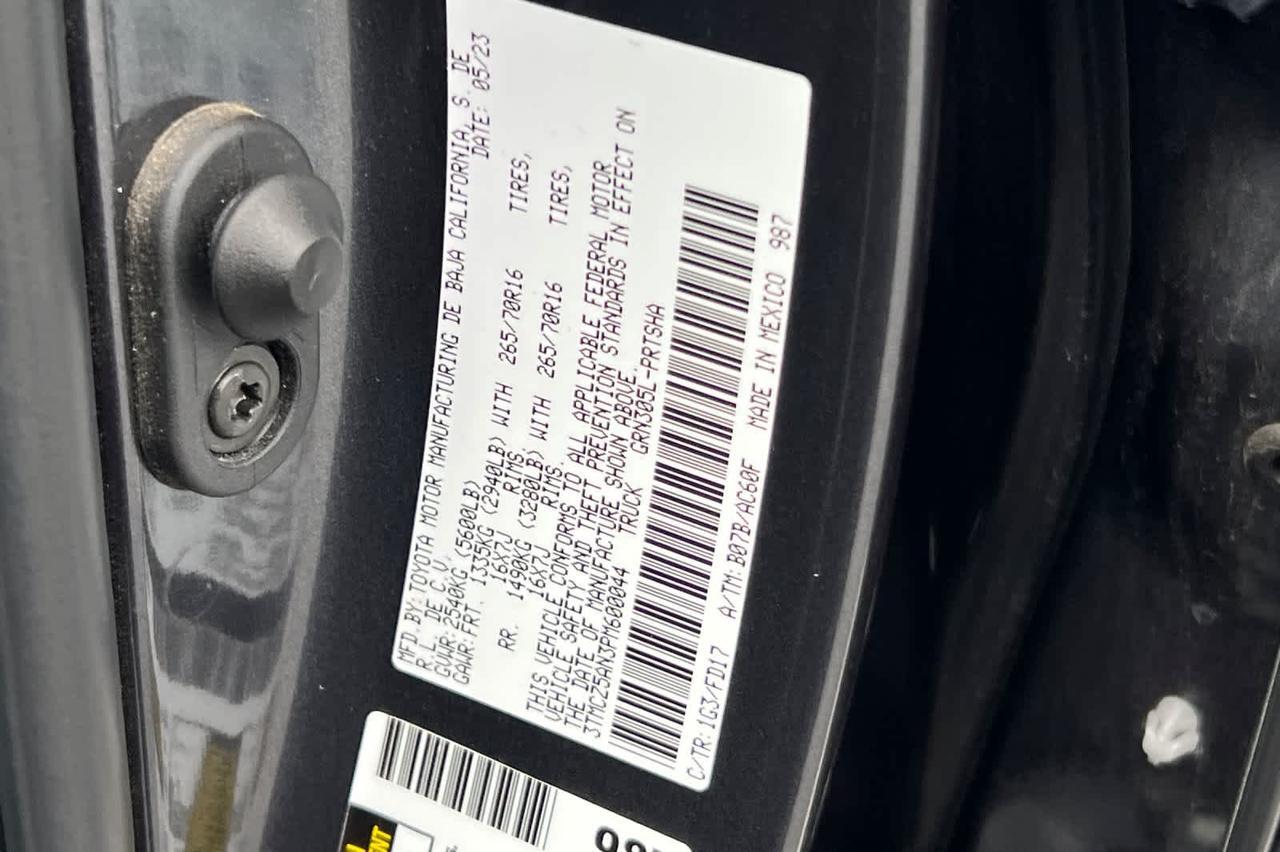 MFD.BY:TOYOTA MOTOR MANUFACTURING DE BAJA CALIFORNIA, S. DE
R.L. DE C.V. DATE: 05/23
GVWR:2540KG (5600LB)
GAWR:FRT. 1335KG (2940LB) WITH 265/70R16 TIRES,
16X7J RIMS,
RR. 1490KG (3280LB) WITH 265/70R16 TIRES,
16X7J RIMS.
THIS VEHICLE CONFORMS TO ALL APPLICABLE FEDERAL MOTOR
VEHICLE SAFETY AND THEFT PREVENTION STANDARDS IN EFFECT ON
THE DATE OF MANUFACTURE SHOWN ABOVE.
3TMCZ5AN3PM600044 TRUCK GRN305L-PRTSHA
C/TR:1G3/FD17 A/TM:B07B/AC60F MADE IN MEXICO 987